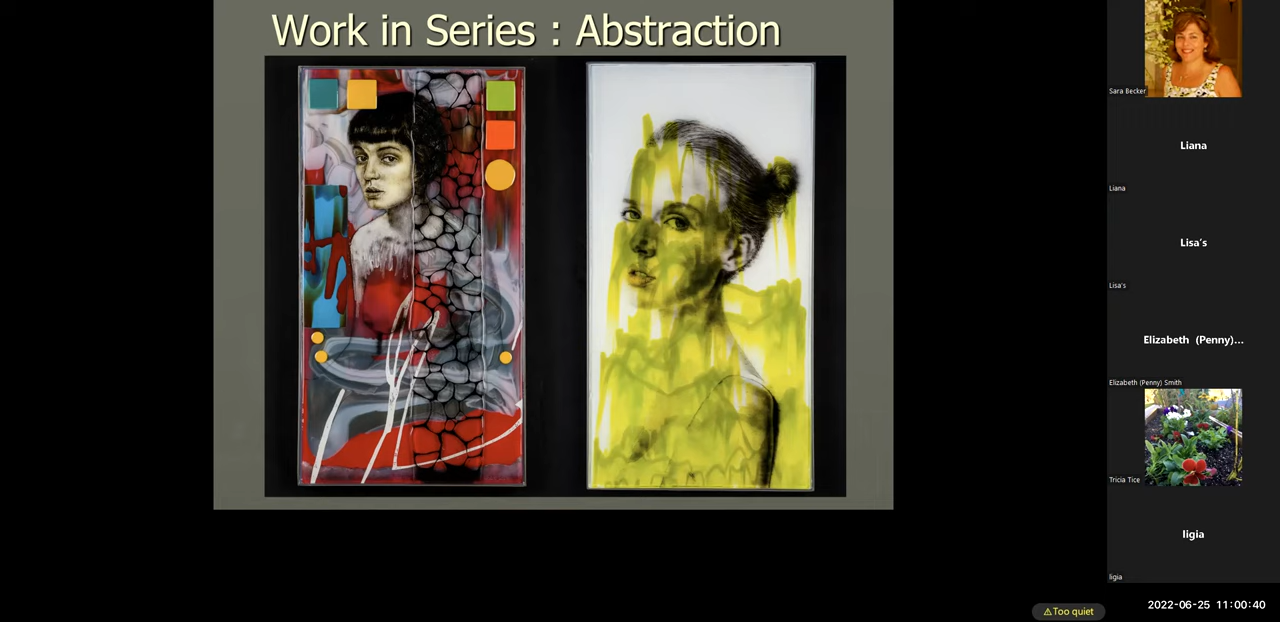 Work in Series : Abstraction
Sara Becker
Liana
Liana
Lisa's
Lisa's
Elizabeth (Penny)...
Elizabeth (Penny) Smith
Tricia Tice
ligia
ligia
⚠Too quiet
2022-06-25 11:00:40